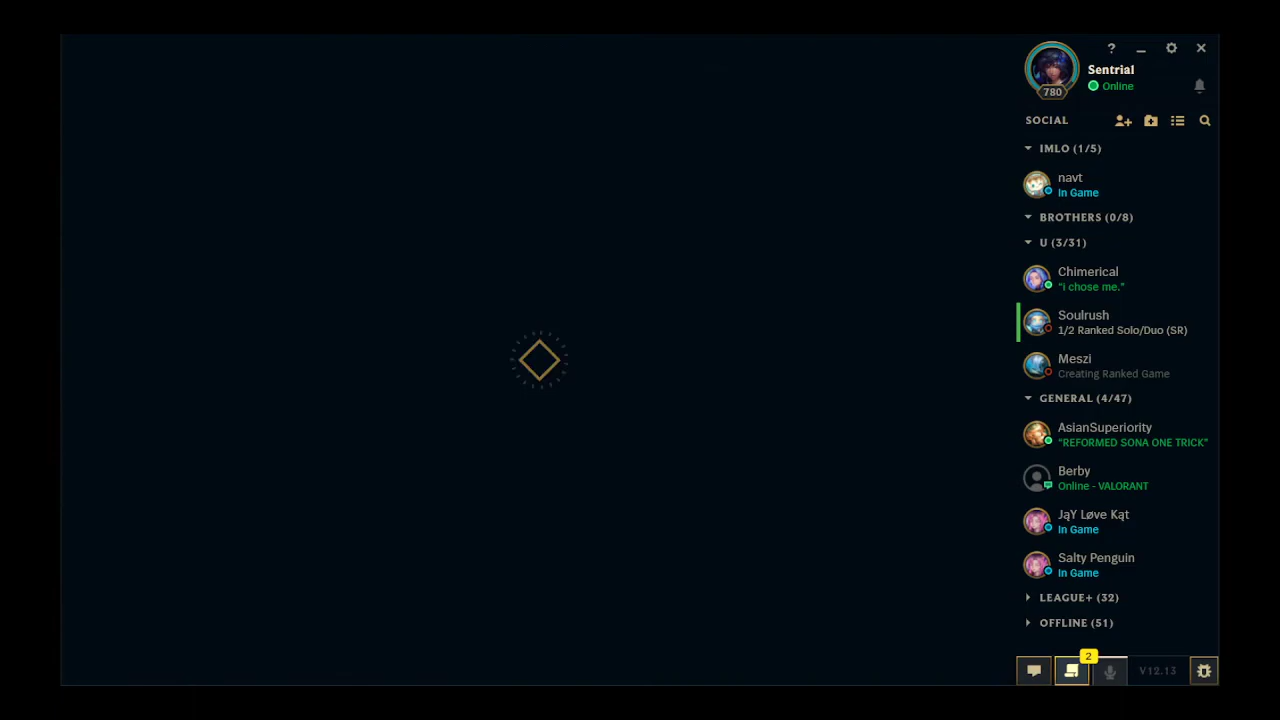 ?
Sentrial
780
Online
SOCIAL
IMLO (1/5)
navt
In Game
BROTHERS (0/8)
U (3/31)
Chimerical
"i chose me."
Soulrush
1/2 Ranked Solo/Duo (SR)
Meszi
Creating Ranked Game
GENERAL (4/47)
AsianSuperiority
"REFORMED SONA ONE TRICK"
Berby
Online - VALORANT
JąY Løve Kąt
In Game
Salty Penguin
In Game
LEAGUE+ (32)
OFFLINE (51)
2
V12.13